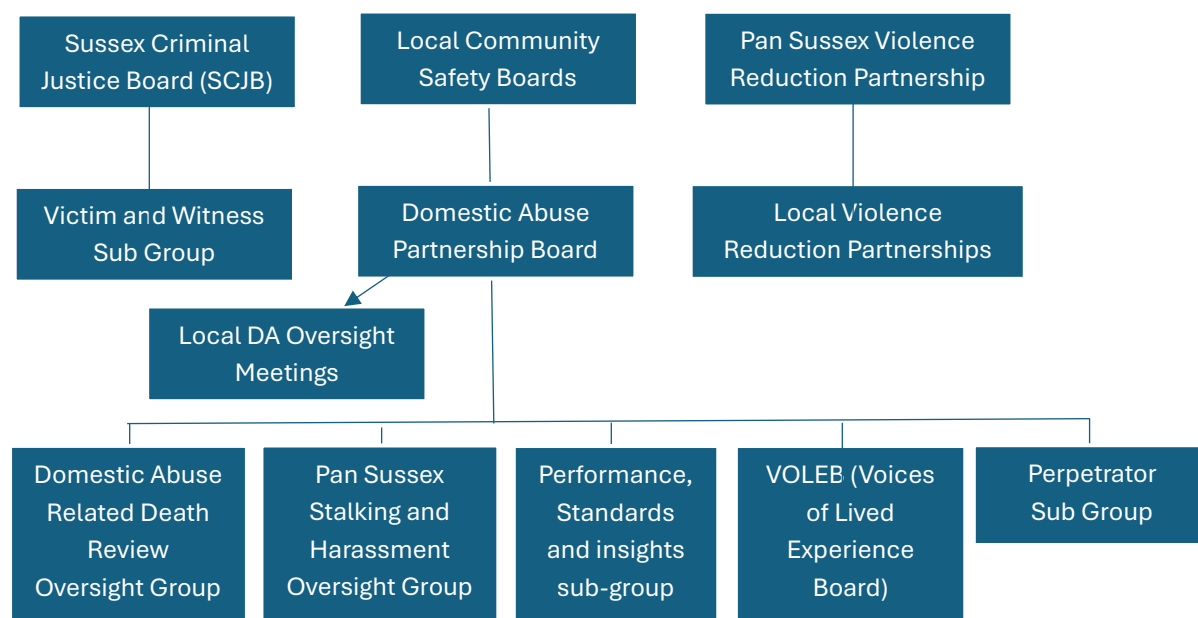 Sussex Criminal
Justice Board (SCJB)
Local Community
Safety Boards
Pan Sussex Violence
Reduction Partnership
Victim and Witness
Sub Group
Domestic Abuse
Partnership Board
Local Violence
Reduction Partnerships
Local DA Oversight
Meetings
Domestic Abuse
Related Death
Review
Oversight Group
Pan Sussex
Stalking and
Harassment
Oversight Group
Performance,
Standards
and insights
sub-group
VOLEB (Voices
of Lived
Experience
Board)
Perpetrator
Sub Group